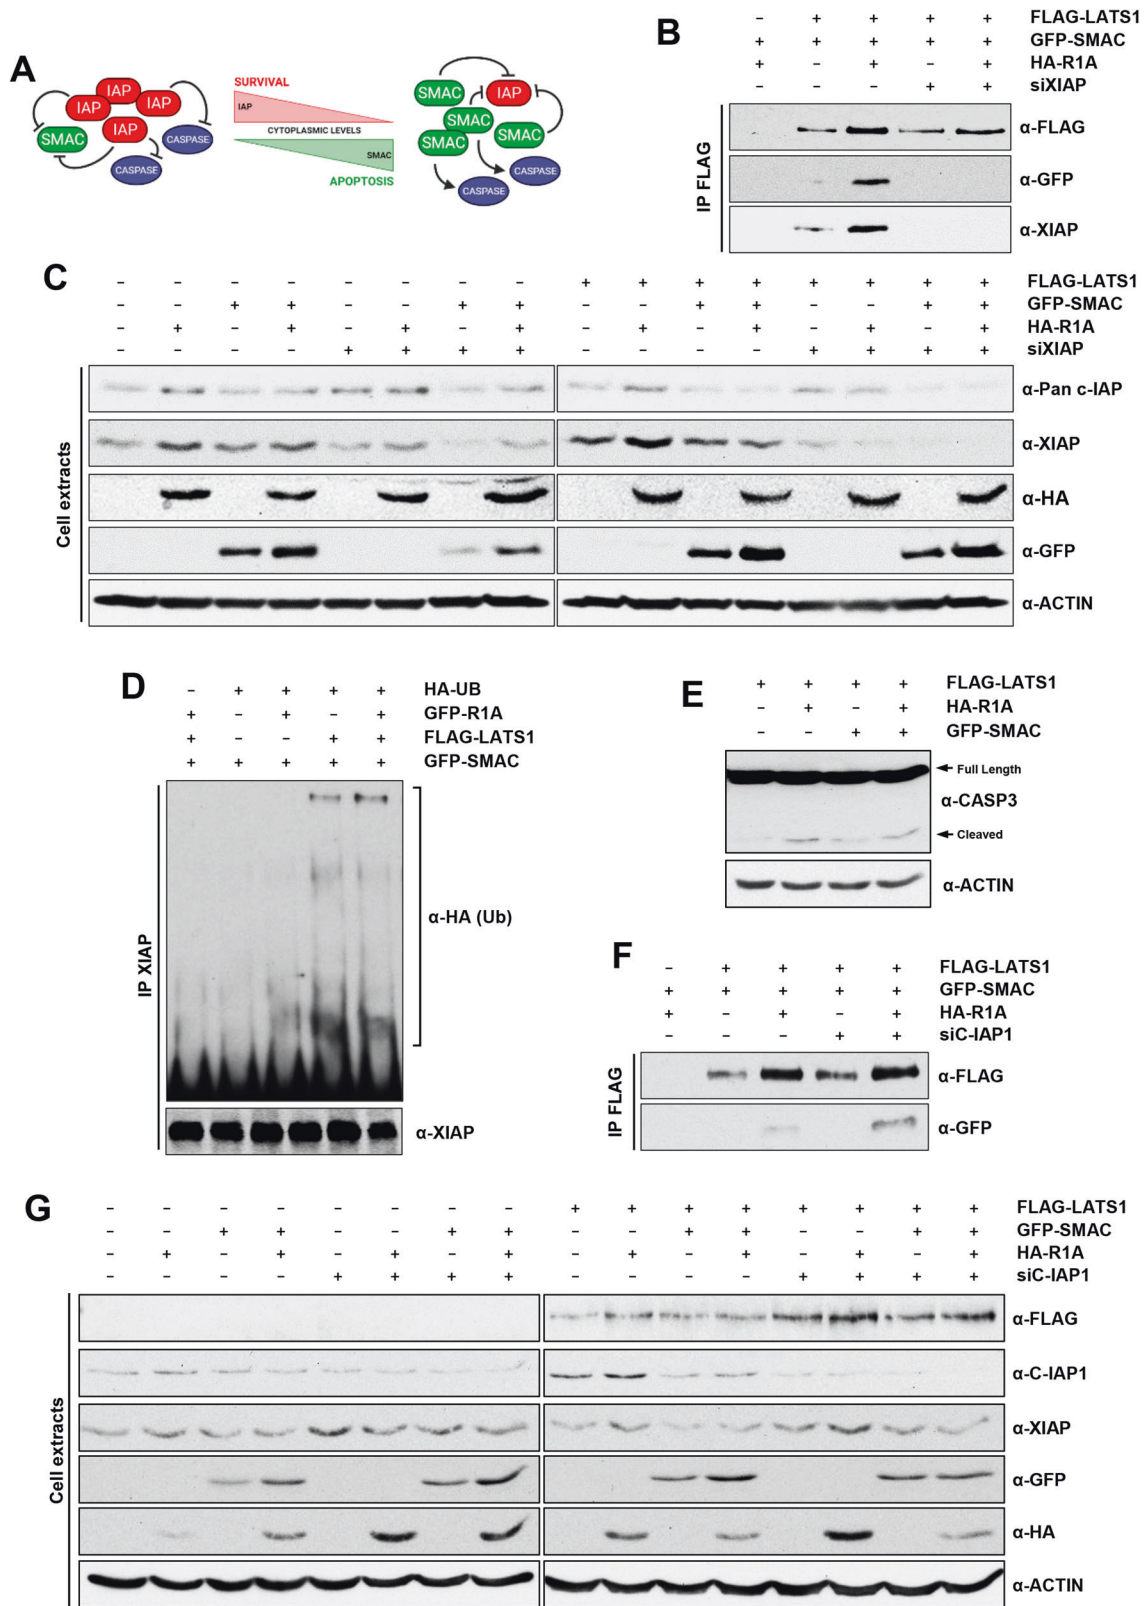 A
IAP
IAP
IAP
IAP
SMAC
CASPASE
CASPASE
SURVIVAL
IAP
CYTOPLASMIC LEVELS
SMAC
APOPTOSIS
SMAC
IAP
SMAC
SMAC
SMAC
CASPASE
CASPASE
B
– + + + + FLAG-LATS1
+ + + + + GFP-SMAC
+ – + – + HA-R1A
– – – + + siXIAP
IP FLAG
α-FLAG
α-GFP
α-XIAP
C
– – – – – – – – + + + + + + + + FLAG-LATS1
– – + + – – + + – – + + – – + + GFP-SMAC
– + – + – + – + – + – + – + – + HA-R1A
– – – – + + + + – – – – + + + + siXIAP
Cell extracts
α-Pan c-IAP
α-XIAP
α-HA
α-GFP
α-ACTIN
D
– + + + + HA-UB
+ – + – + GFP-R1A
+ – – + + FLAG-LATS1
+ + + + + GFP-SMAC
IP XIAP
α-HA (Ub)
α-XIAP
E
+ + + + FLAG-LATS1
– + – + HA-R1A
– – + + GFP-SMAC
Full Length
α-CASP3
Cleaved
α-ACTIN
F
– + + + + FLAG-LATS1
+ + + + + GFP-SMAC
+ – + – + HA-R1A
– – – + + siC-IAP1
IP FLAG
α-FLAG
α-GFP
G
– – – – – – – – + + + + + + + + FLAG-LATS1
– – + + – – + + – – + + – – + + GFP-SMAC
– + – + – + – + – + – + – + – + HA-R1A
– – – – + + + + – – – – + + + + siC-IAP1
Cell extracts
α-FLAG
α-C-IAP1
α-XIAP
α-GFP
α-HA
α-ACTIN